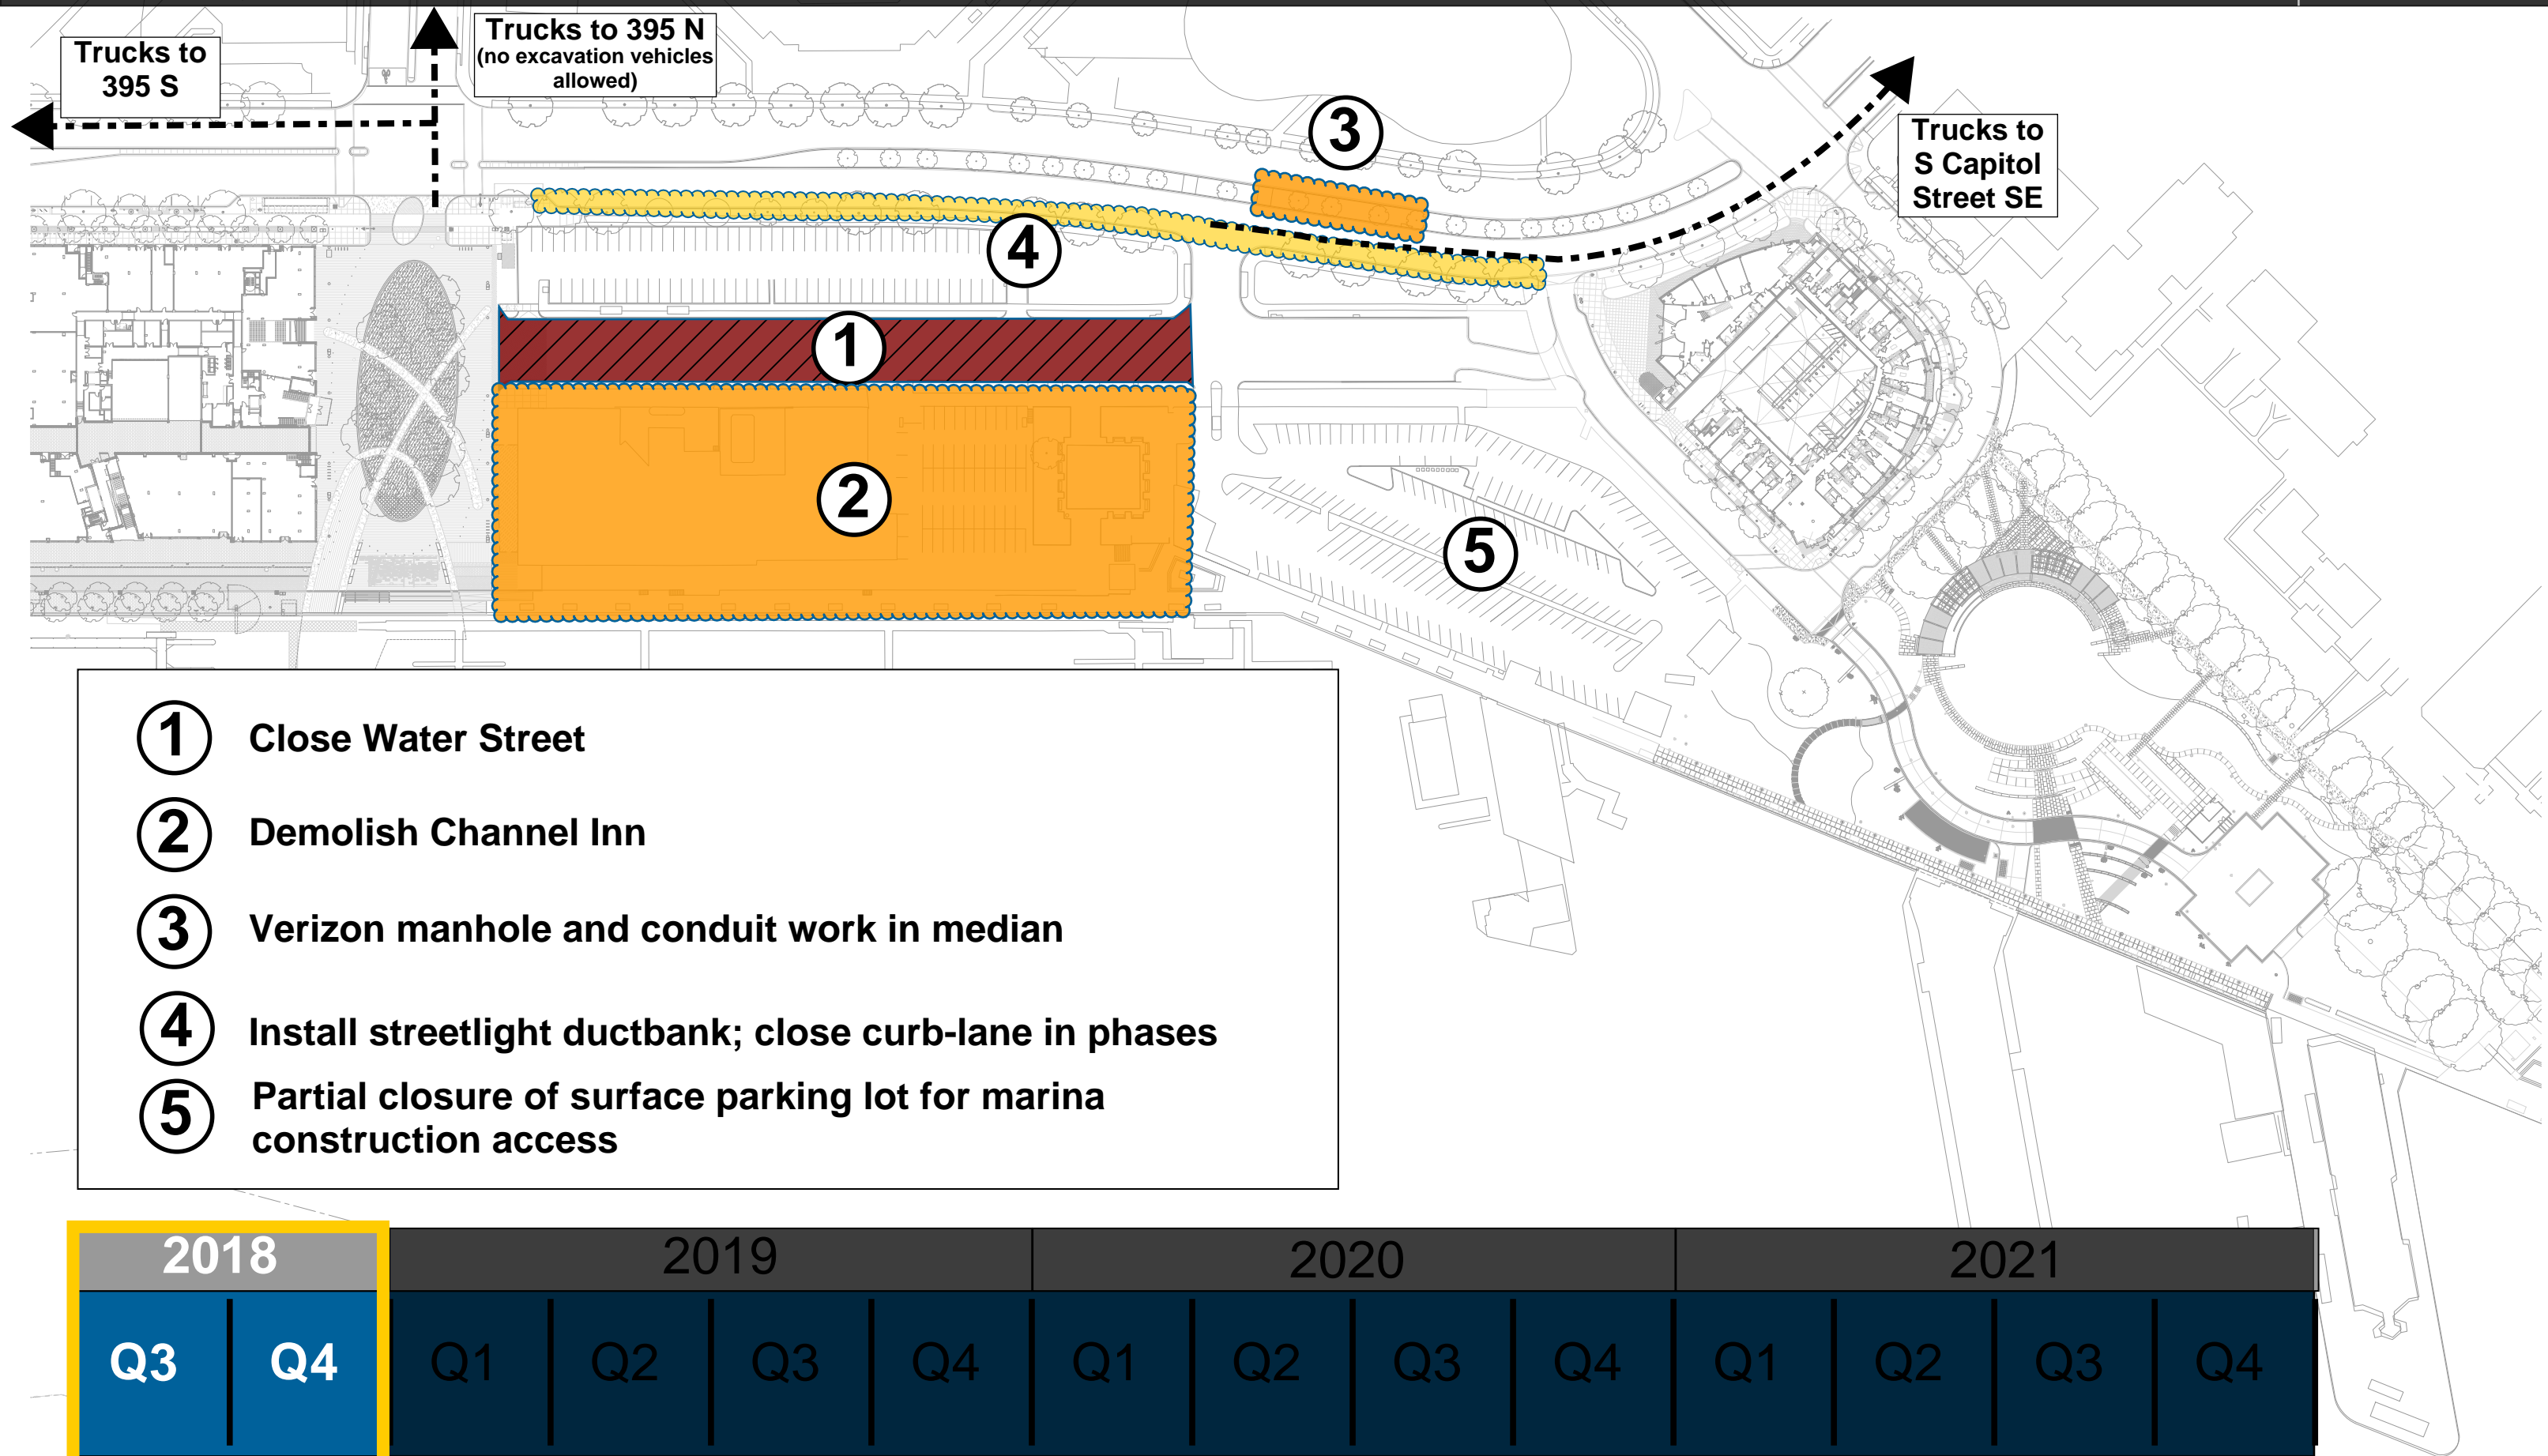 Trucks to
395 S
Trucks to 395 N
(no excavation vehicles
allowed)
3
Trucks to
S Capitol
Street SE
4
1
2
5
1 Close Water Street
2 Demolish Channel Inn
3 Verizon manhole and conduit work in median
4 Install streetlight ductbank; close curb-lane in phases
5 Partial closure of surface parking lot for marina
construction access
2018 2019 2020 2021
Q3 Q4 Q1 Q2 Q3 Q4 Q1 Q2 Q3 Q4 Q1 Q2 Q3 Q4